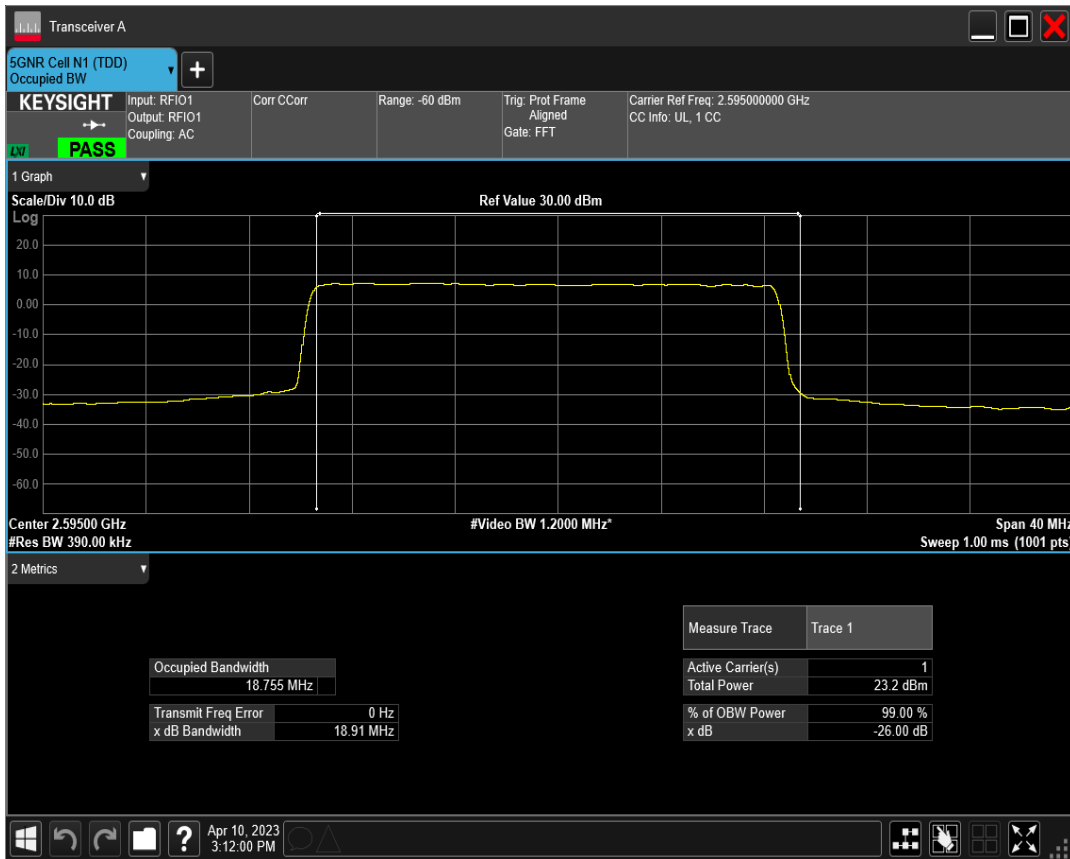 Transceiver A
5GNR Cell N1 (TDD)
Occupied BW
+
KEYSIGHT
LXI
PASS
Input: RFIO1
Output: RFIO1
Coupling: AC
Corr CCorr
Range: -60 dBm
Trig: Prot Frame
Aligned
Gate: FFT
Carrier Ref Freq: 2.595000000 GHz
CC Info: UL, 1 CC
1 Graph
Scale/Div 10.0 dB
Ref Value 30.00 dBm
Log
20.0
10.0
0.00
-10.0
-20.0
-30.0
-40.0
-50.0
-60.0
Center 2.59500 GHz
#Video BW 1.2000 MHz*
Span 40 MHz
#Res BW 390.00 kHz
Sweep 1.00 ms (1001 pts)
2 Metrics
Measure Trace Trace 1
Occupied Bandwidth
18.755 MHz
Active Carrier(s) 1
Total Power 23.2 dBm
Transmit Freq Error 0 Hz
x dB Bandwidth 18.91 MHz
% of OBW Power 99.00 %
x dB -26.00 dB
?
Apr 10, 2023
3:12:00 PM